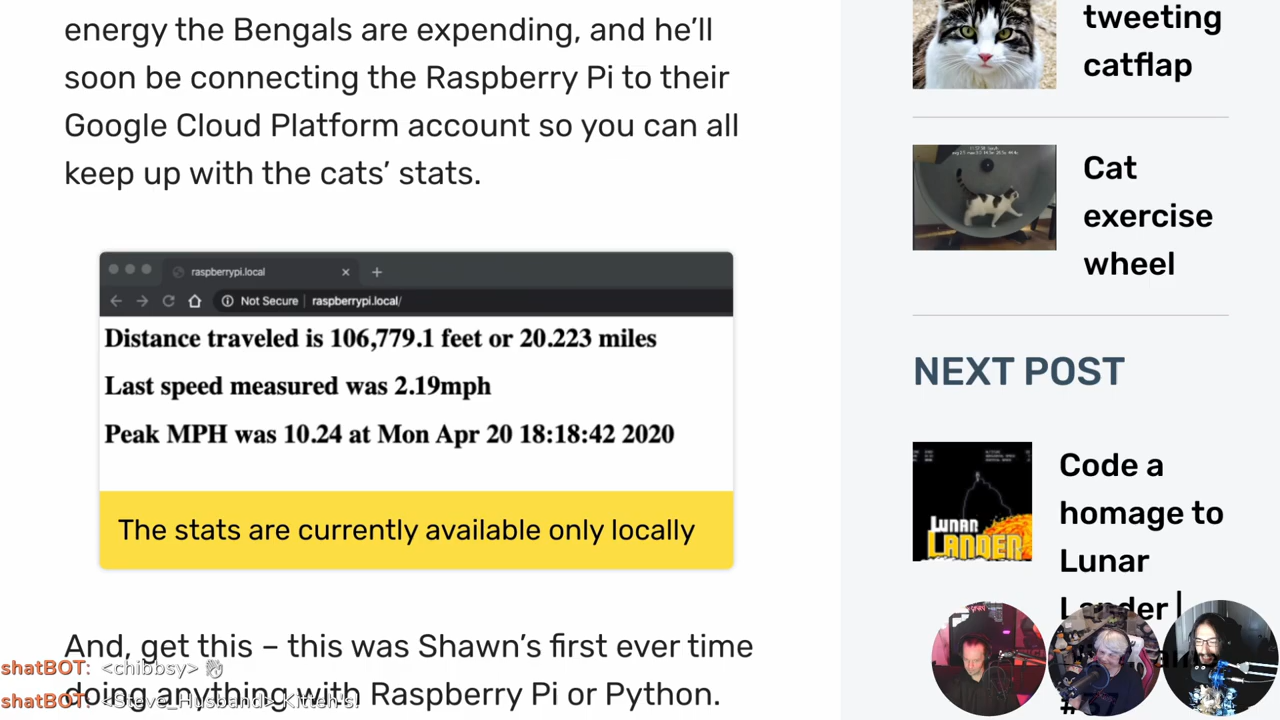 energy the Bengals are expending, and he’ll
soon be connecting the Raspberry Pi to their
Google Cloud Platform account so you can all
keep up with the cats’ stats.
raspberrypi.local
Not Secure | raspberrypi.local/
Distance traveled is 106,779.1 feet or 20.223 miles
Last speed measured was 2.19mph
Peak MPH was 10.24 at Mon Apr 20 18:18:42 2020
The stats are currently available only locally
And, get this – this was Shawn’s first ever time
doing anything with Raspberry Pi or Python.
shatBOT: <chibbsy>
shatBOT: <Steve_Husband> Kitten's!
tweeting
catflap
Cat
exercise
wheel
NEXT POST
LUNAR
LANDER
Code a
homage to
Lunar
Lander |
#37